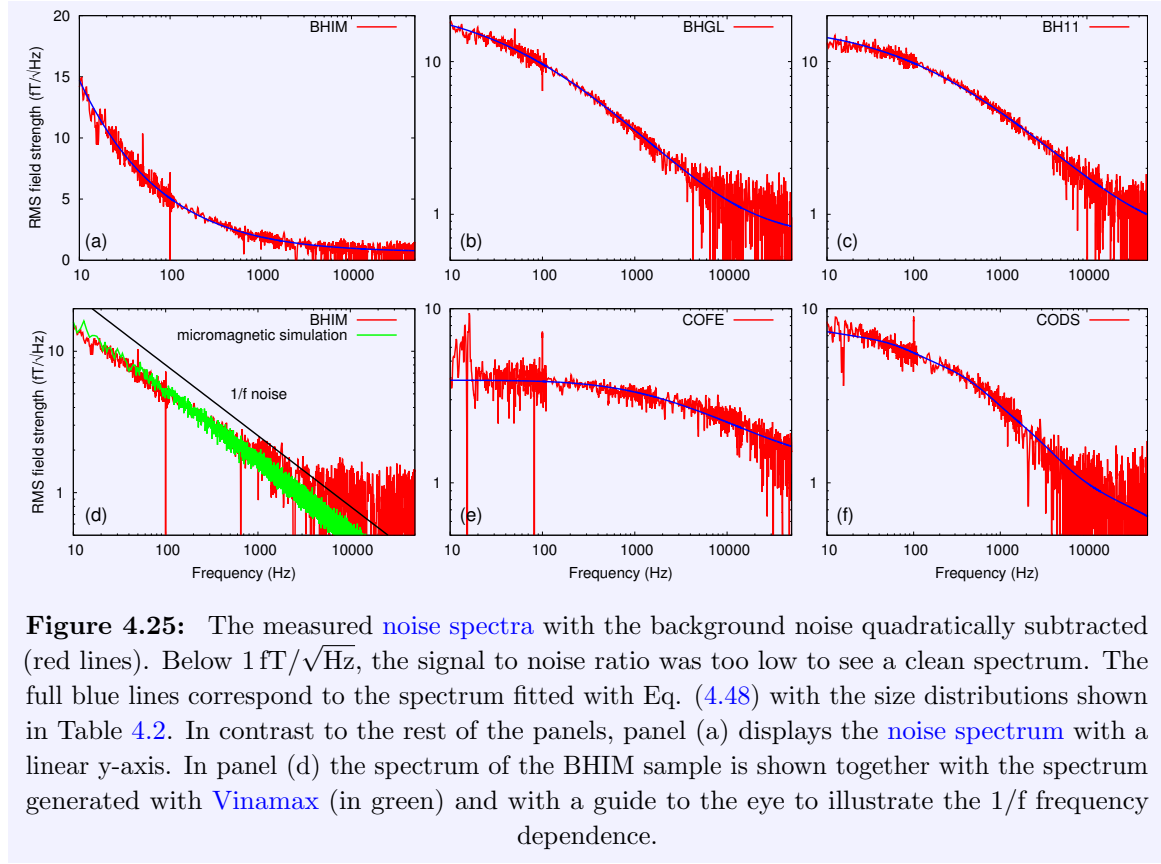 BHIM
BHGL
BH11
RMS field strength (fT/√Hz)
20
15
10
5
0
10
1
10
1
(a)
(b)
(c)
10 100 1000 10000
10 100 1000 10000
10 100 1000 10000
BHIM
micromagnetic simulation
1/f noise
COFE
CODS
RMS field strength (fT/√Hz)
10
1
10
1
10
1
(d)
(e)
(f)
10 100 1000 10000
10 100 1000 10000
10 100 1000 10000
Frequency (Hz)
Frequency (Hz)
Frequency (Hz)
Figure 4.25: The measured noise spectra with the background noise quadratically subtracted
(red lines). Below 1 fT/√Hz, the signal to noise ratio was too low to see a clean spectrum. The
full blue lines correspond to the spectrum fitted with Eq. (4.48) with the size distributions shown
in Table 4.2. In contrast to the rest of the panels, panel (a) displays the noise spectrum with a
linear y-axis. In panel (d) the spectrum of the BHIM sample is shown together with the spectrum
generated with Vinamax (in green) and with a guide to the eye to illustrate the 1/f frequency
dependence.